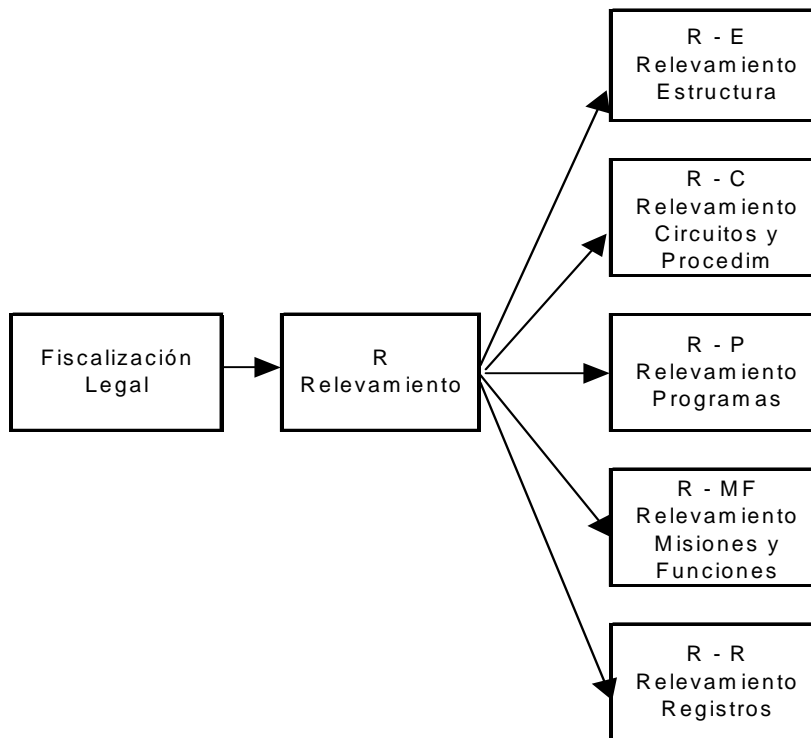 Fiscalización
Legal
R
Relevamiento
R - E
Relevamiento
Estructura
R - C
Relevamiento
Circuitos y
Procedim
R - P
Relevamiento
Programas
R - MF
Relevamiento
Misiones y
Funciones
R - R
Relevamiento
Registros